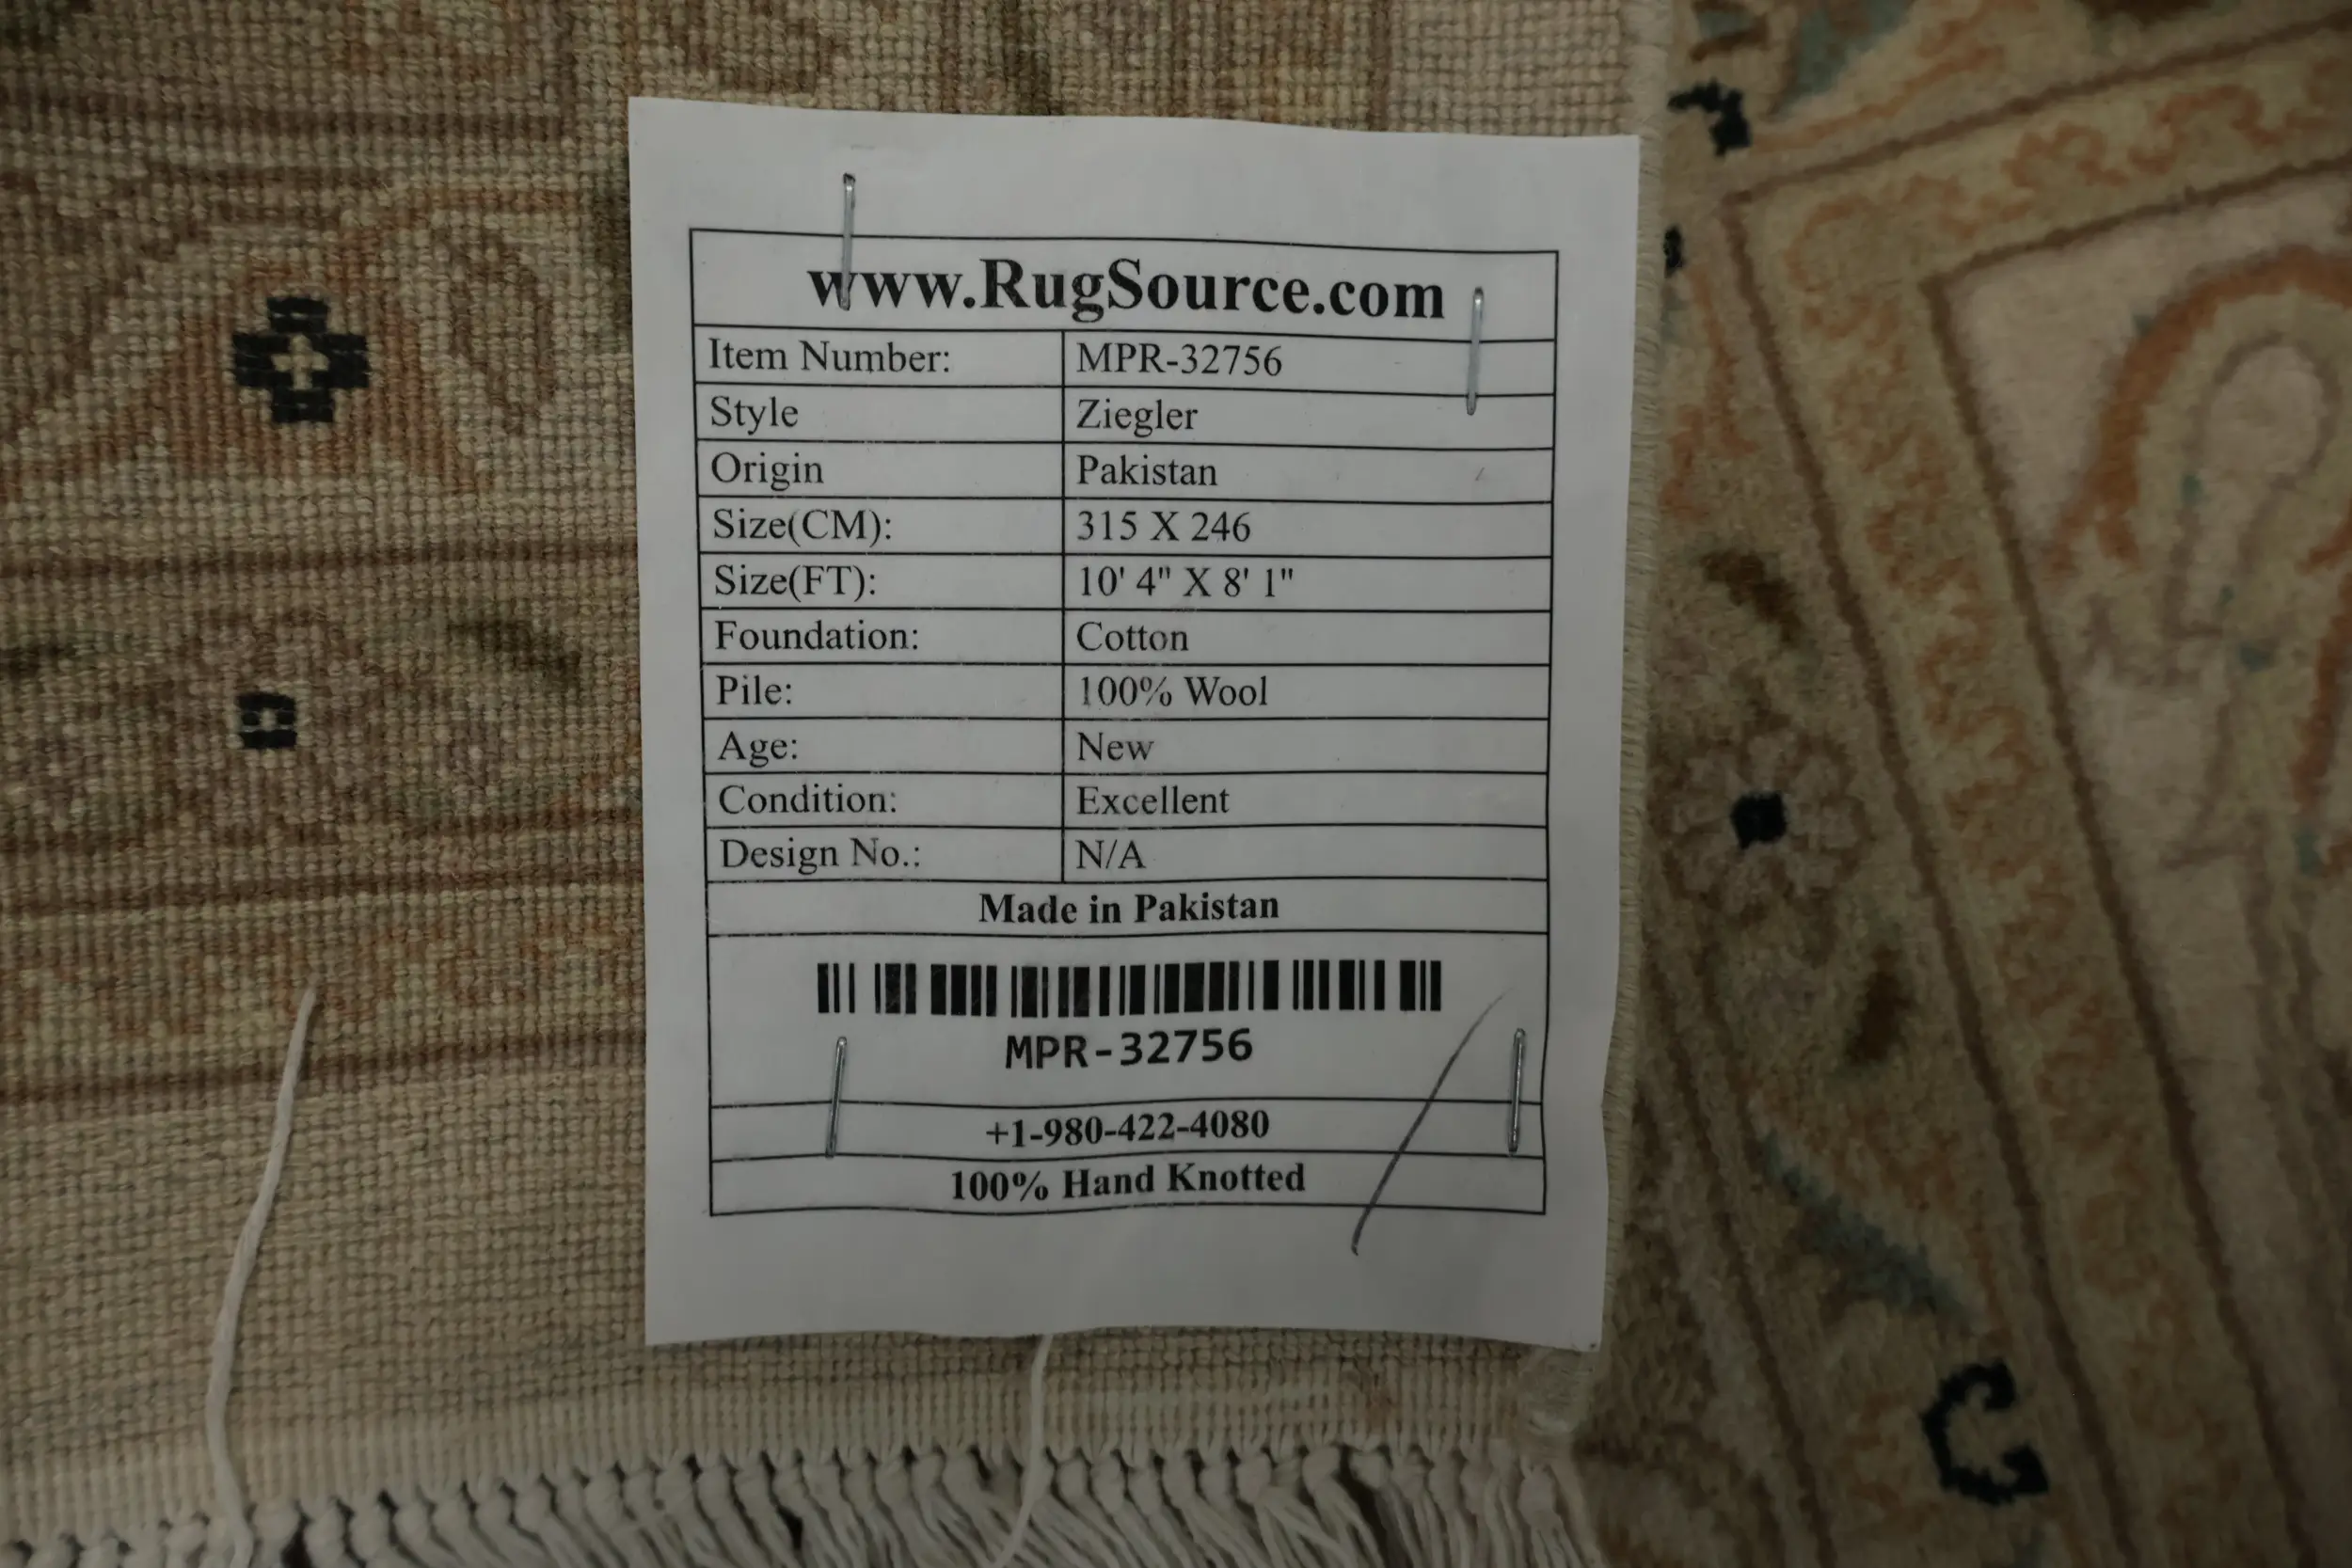 www.RugSource.com
Item Number: MPR-32756
Style Ziegler
Origin Pakistan
Size(CM): 315 X 246
Size(FT): 10' 4" X 8' 1"
Foundation: Cotton
Pile: 100% Wool
Age: New
Condition: Excellent
Design No.: N/A
Made in Pakistan
MPR-32756
+1-980-422-4080
100% Hand Knotted